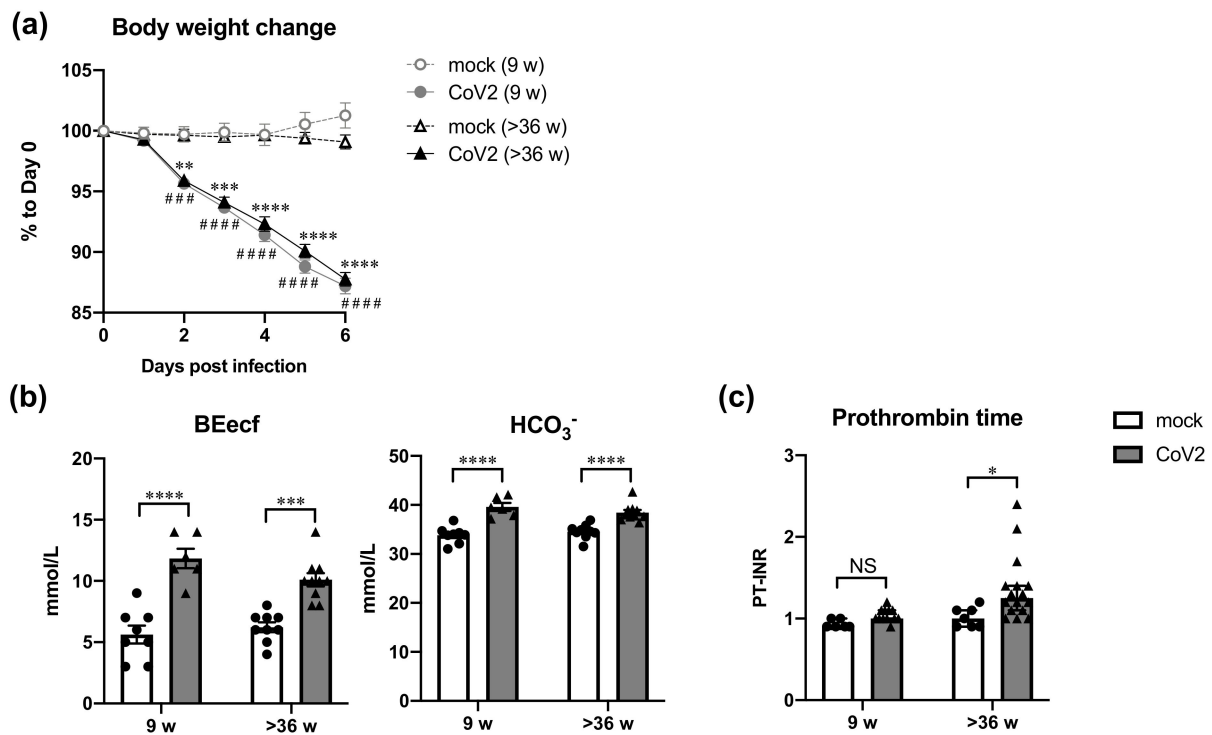 (a)
Body weight change
mock (9 w)
CoV2 (9 w)
mock (>36 w)
CoV2 (>36 w)
105
100
95
90
85
% to Day 0
**
***
****
****
****
###
####
####
####
####
0 2 4 6
Days post infection
(b)
BEecf
20
15
10
5
0
mmol/L
**** ***
9 w >36 w
HCO₃⁻
50
40
30
20
10
0
mmol/L
**** ****
9 w >36 w
(c)
Prothrombin time
3
2
1
0
PT-INR
NS *
9 w >36 w
mock
CoV2